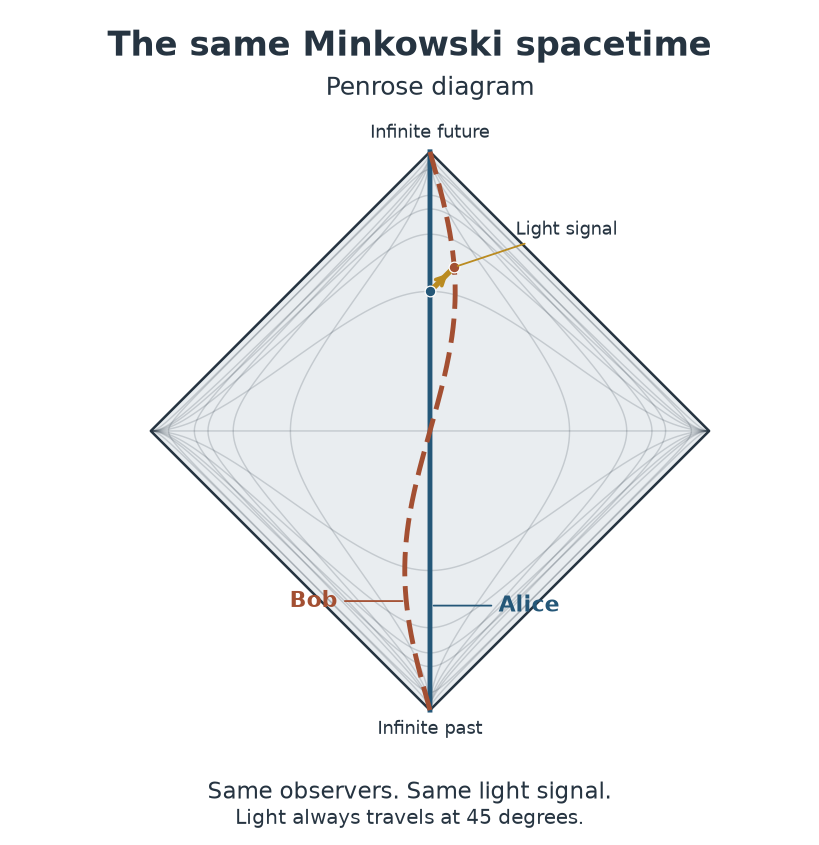 The same Minkowski spacetime
Penrose diagram
Infinite future
Light signal
Bob
Alice
Infinite past
Same observers. Same light signal.
Light always travels at 45 degrees.